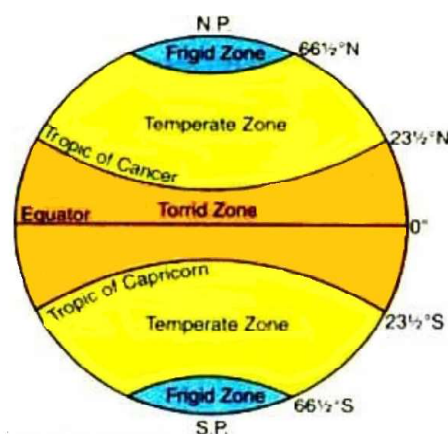 N.P.
Frigid Zone
66½°N
Temperate Zone
23½°N
Tropic of Cancer
Equator
Torrid Zone
0°
Tropic of Capricorn
Temperate Zone
23½°S
Frigid Zone
66½°S
S.P.